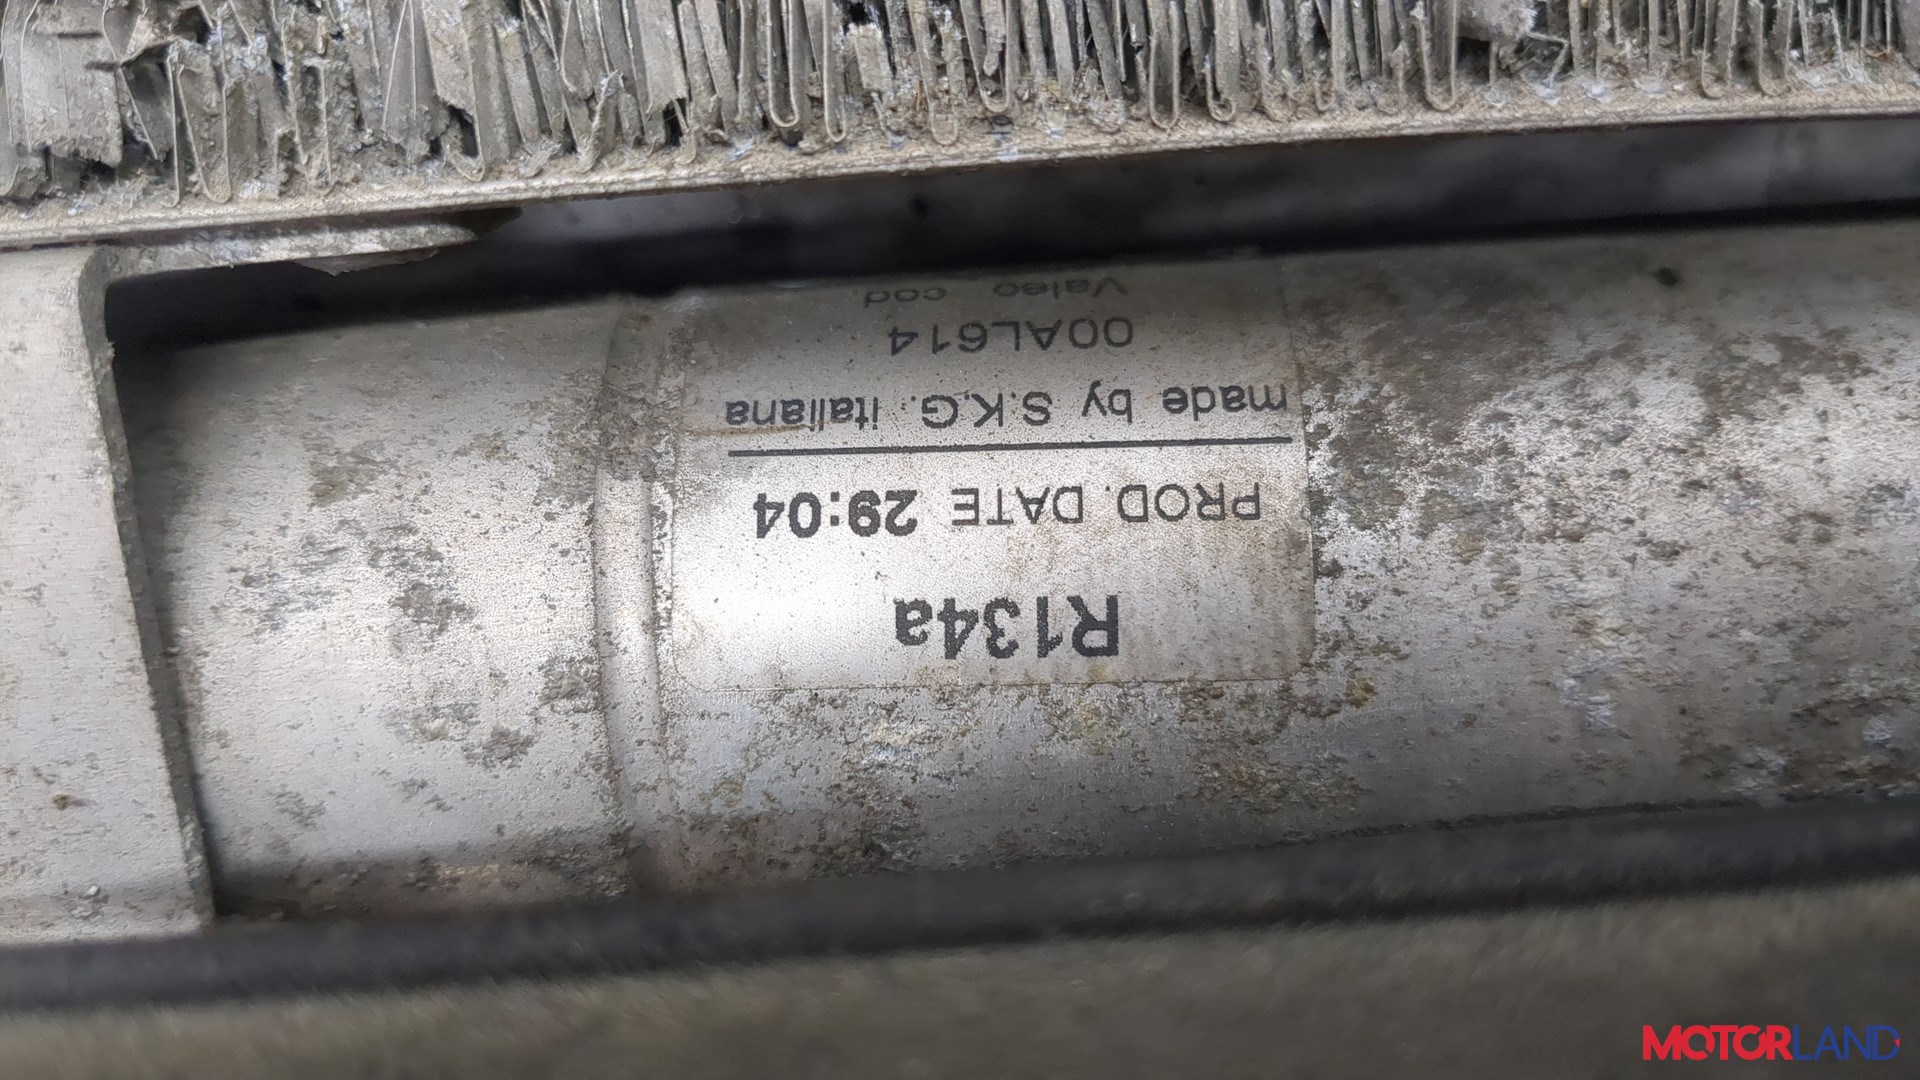 R134a
PROD. DATE 29:04
made by S.K.G. italiana
00AL614
Valeo cod.
MOTORLAND